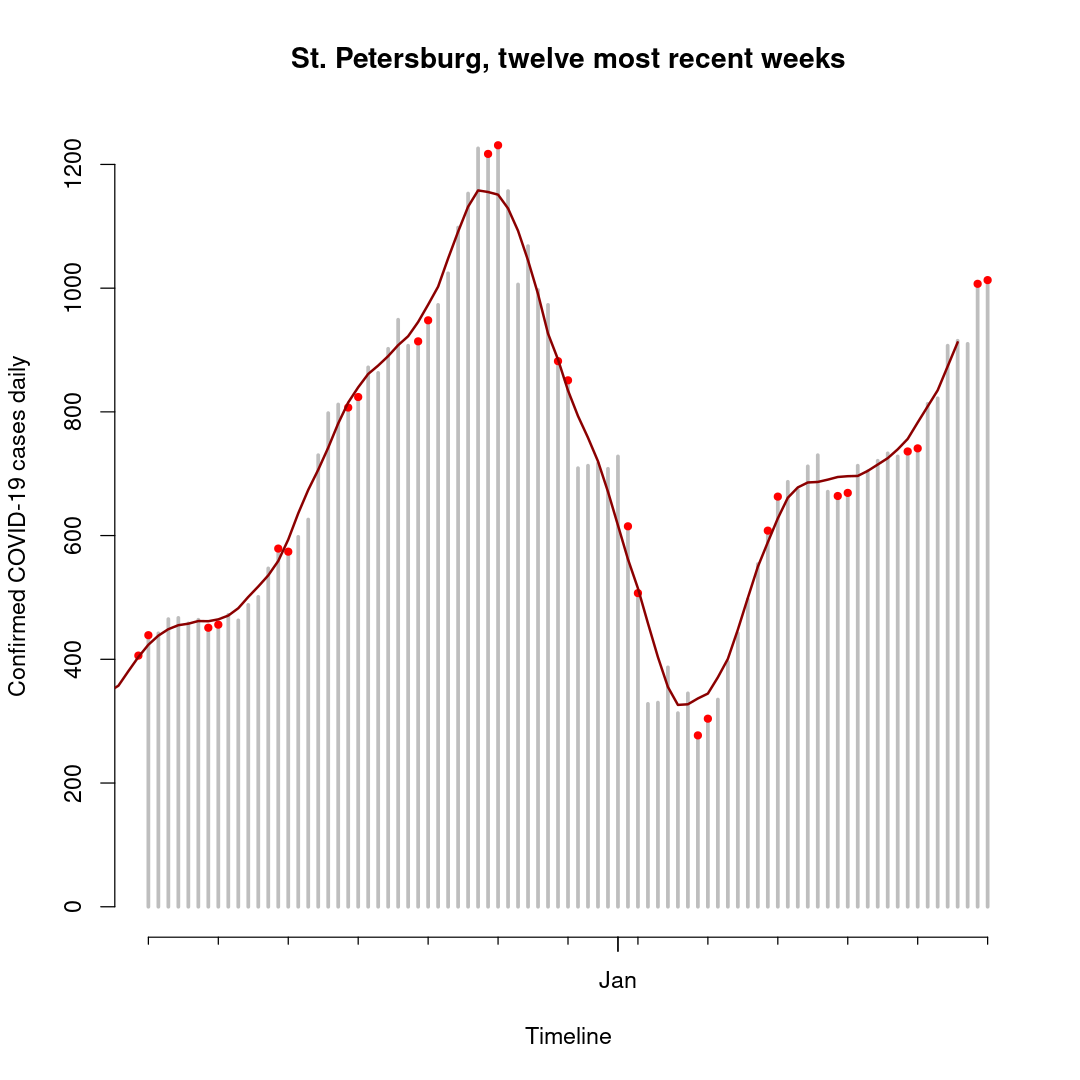 St. Petersburg, twelve most recent weeks
Confirmed COVID-19 cases daily
1200
1000
800
600
400
200
0
Jan
Timeline